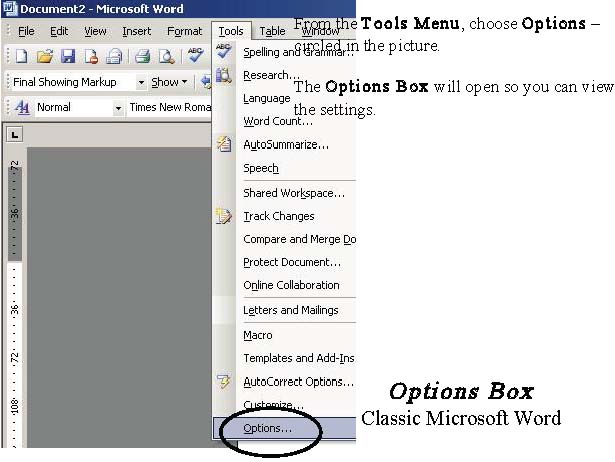 Document2 - Microsoft Word
File Edit View Insert Format Tools Table Window
Final Showing Markup Show
Normal Times New Roma
L
72
36
36
72
108
Spelling and Grammar...
Research...
Language
Word Count...
AutoSummarize...
Speech
Shared Workspace...
Track Changes
Compare and Merge Do
Protect Document...
Online Collaboration
Letters and Mailings
Macro
Templates and Add-Ins
AutoCorrect Options...
Customize...
Options...
From the Tools Menu, choose Options –
circled in the picture.
The Options Box will open so you can view
the settings.
Options Box
Classic Microsoft Word